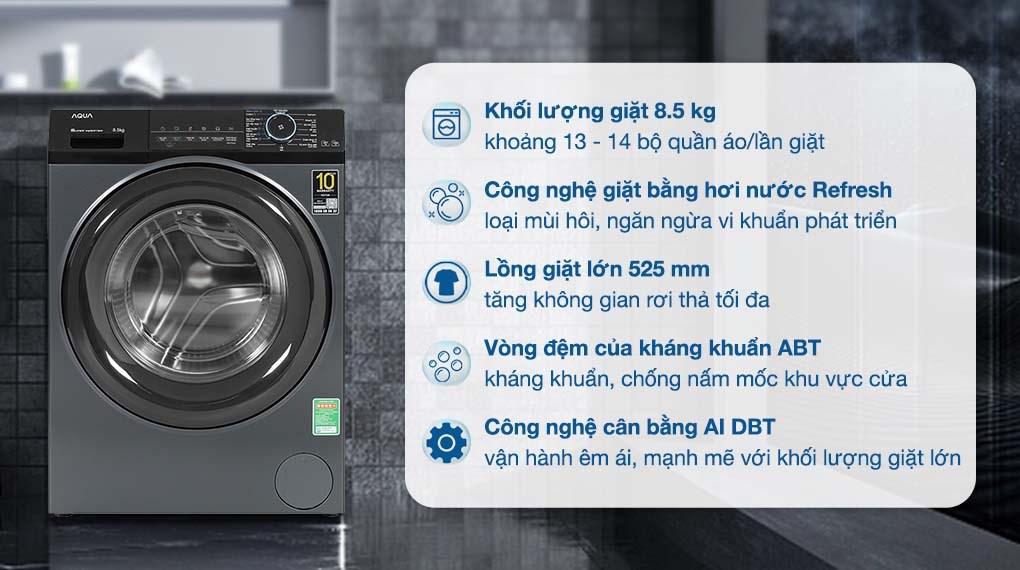 AQUA
8.5kg
10
Khối lượng giặt 8.5 kg
khoảng 13 - 14 bộ quần áo/lần giặt
Công nghệ giặt bằng hơi nước Refresh
loại mùi hôi, ngăn ngừa vi khuẩn phát triển
Lồng giặt lớn 525 mm
tăng không gian rơi thả tối đa
Vòng đệm cửa kháng khuẩn ABT
kháng khuẩn, chống nấm mốc khu vực cửa
Công nghệ cân bằng AI DBT
vận hành êm ái, mạnh mẽ với khối lượng giặt lớn